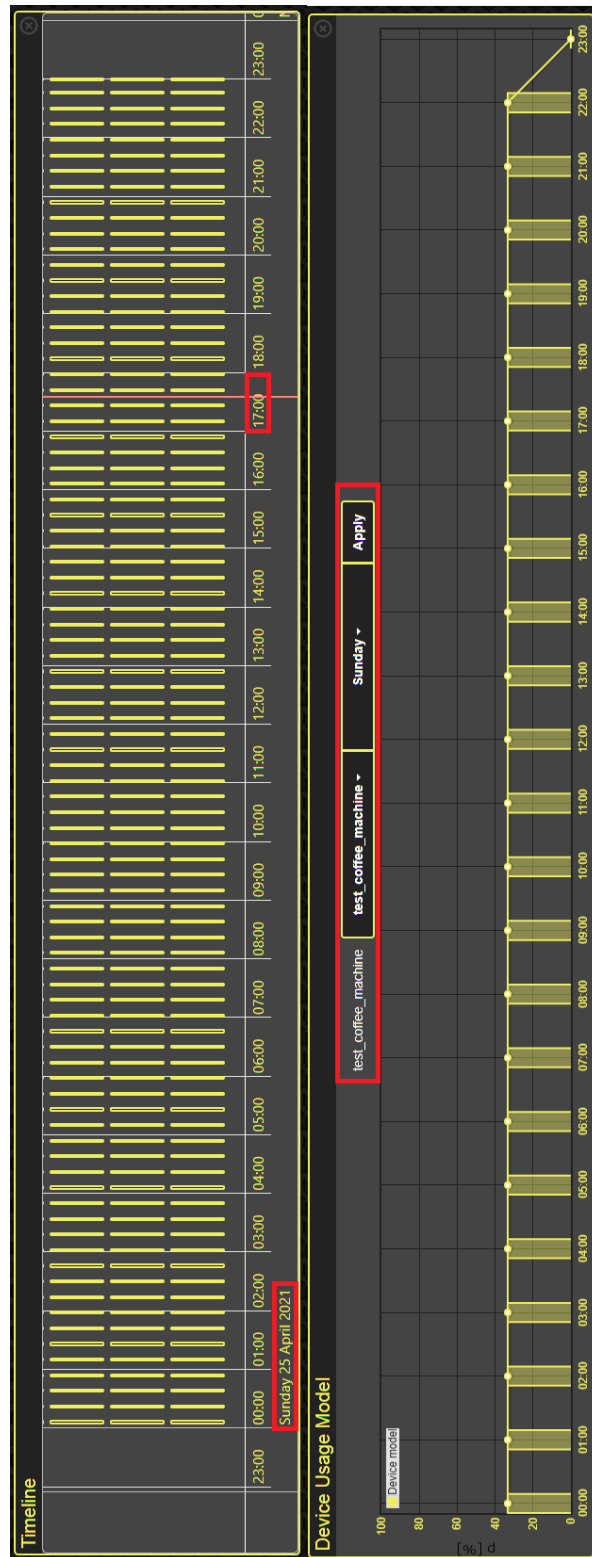 Timeline
23:00 00:00 01:00 02:00 03:00 04:00 05:00 06:00 07:00 08:00 09:00 10:00 11:00 12:00 13:00 14:00 15:00 16:00 17:00 18:00 19:00 20:00 21:00 22:00 23:00
Sunday 25 April 2021
Device Usage Model
test_coffee_machine test_coffee_machine Sunday Apply
Device model
100
80
60
40
20
0
p [%]
00:00 01:00 02:00 03:00 04:00 05:00 06:00 07:00 08:00 09:00 10:00 11:00 12:00 13:00 14:00 15:00 16:00 17:00 18:00 19:00 20:00 21:00 22:00 23:00